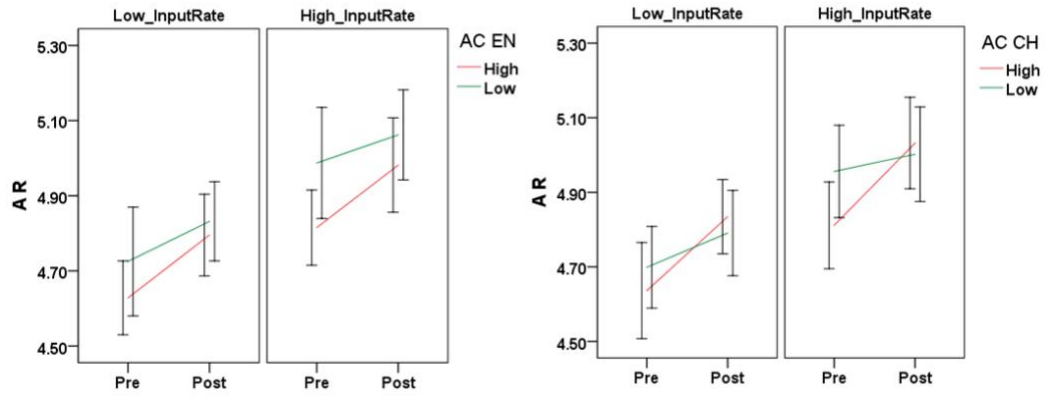 Low_InputRate High_InputRate
AC EN
High
Low
5.30
5.10
4.90
4.70
4.50
AR
Pre Post Pre Post
Low_InputRate High_InputRate
AC CH
High
Low
5.30
5.10
4.90
4.70
4.50
AR
Pre Post Pre Post